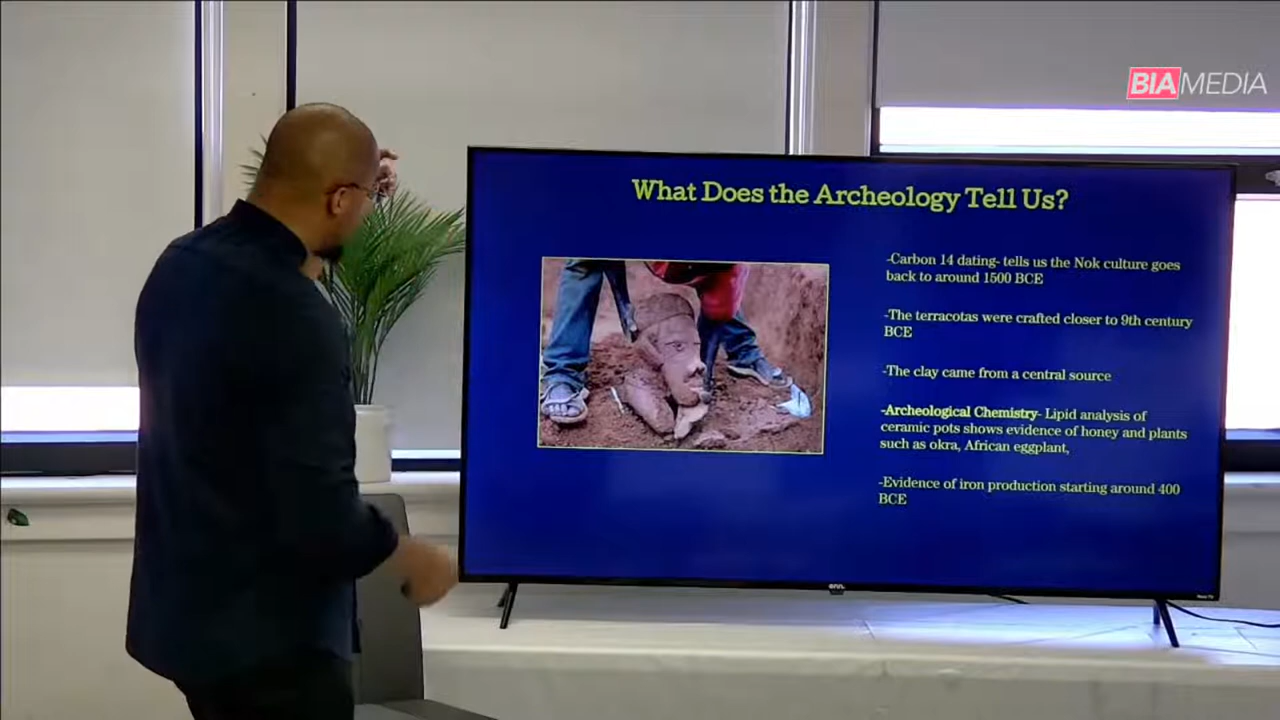 BIAMEDIA
What Does the Archeology Tell Us?
-Carbon 14 dating- tells us the Nok culture goes
back to around 1500 BCE
-The terracotas were crafted closer to 9th century
BCE
-The clay came from a central source
-Archeological Chemistry- Lipid analysis of
ceramic pots shows evidence of honey and plants
such as okra, African eggplant,
-Evidence of iron production starting around 400
BCE
onn.
Roku TV